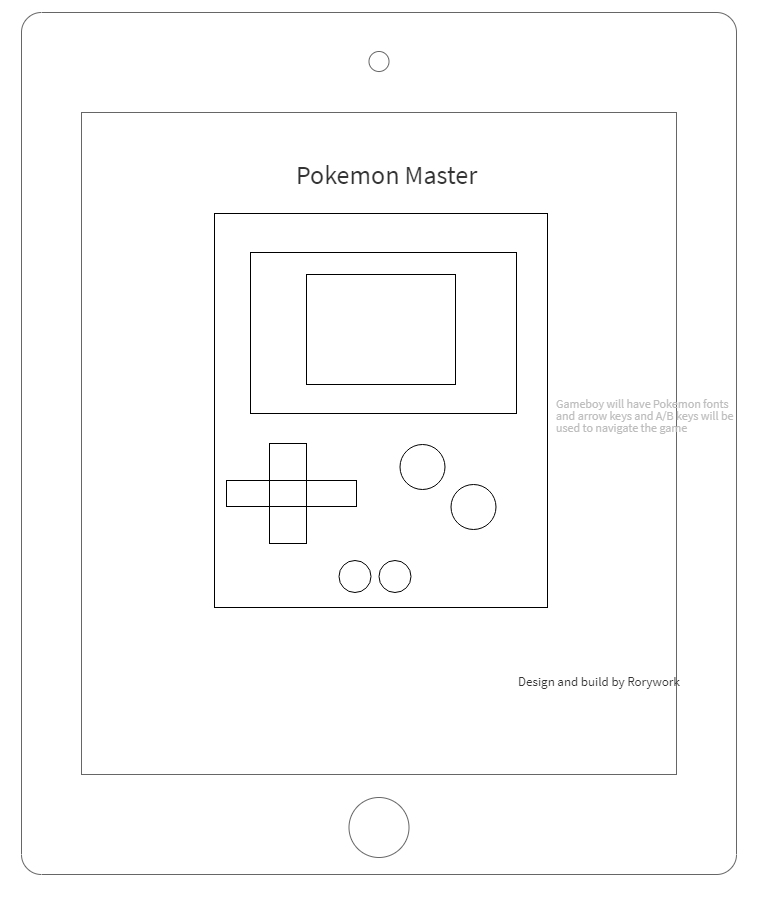 Pokemon Master
Gameboy will have Pokemon fonts
and arrow keys and A/B keys will be
used to navigate the game
Design and build by Rorywork